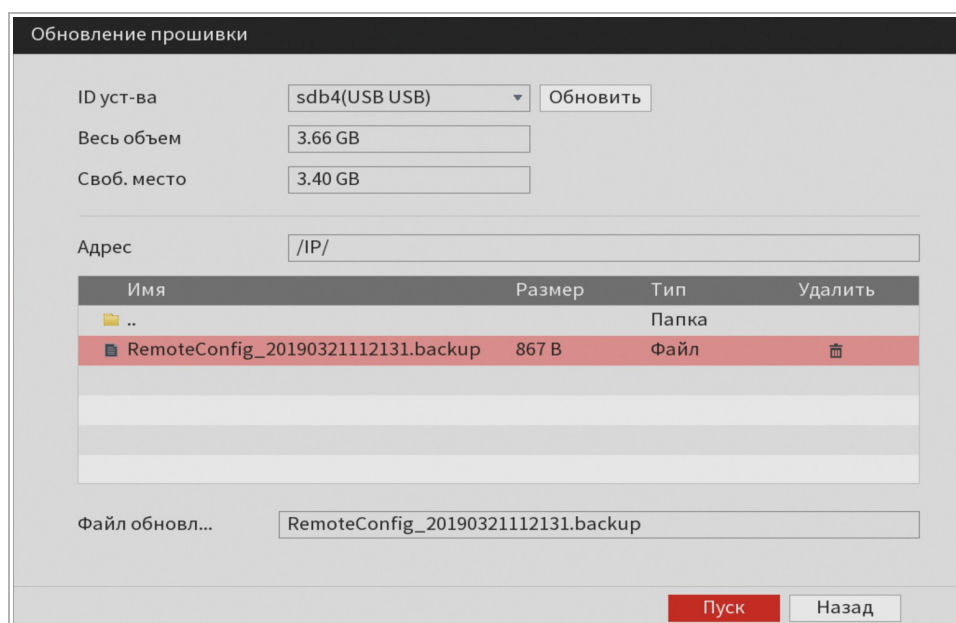 Обновление прошивки
ID уст-ва sdb4(USB USB) Обновить
Весь объем 3.66 GB
Своб. место 3.40 GB
Адрес /IP/
Имя Размер Тип Удалить
.. Папка
RemoteConfig_20190321112131.backup 867 B Файл
Файл обновл... RemoteConfig_20190321112131.backup
Пуск Назад